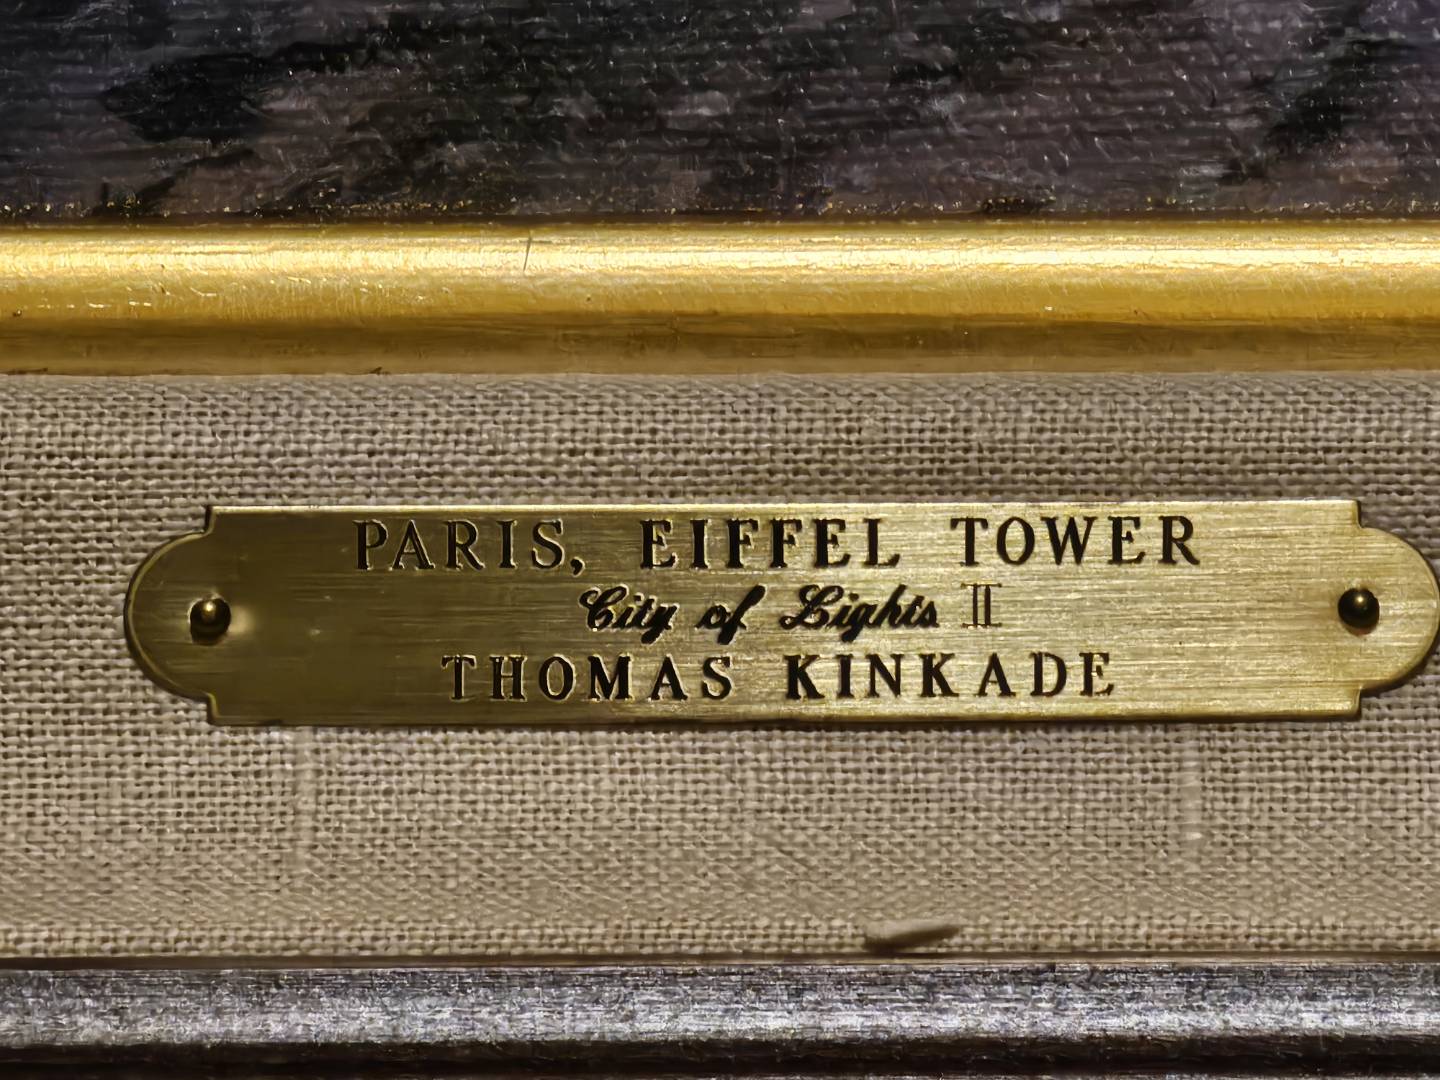 PARIS, EIFFEL TOWER
City of Lights II
THOMAS KINKADE